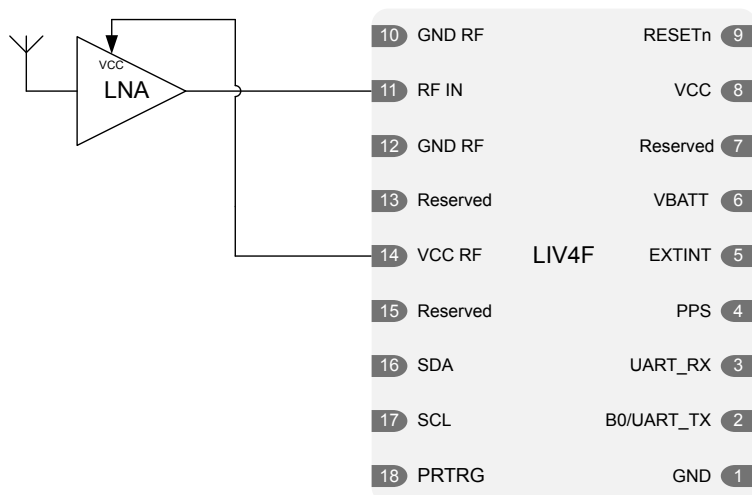 VCC
LNA
10 GND RF
11 RF IN
12 GND RF
13 Reserved
14 VCC RF
15 Reserved
16 SDA
17 SCL
18 PRTRG
LIV4F
RESETn 9
VCC 8
Reserved 7
VBATT 6
EXTINT 5
PPS 4
UART_RX 3
B0/UART_TX 2
GND 1